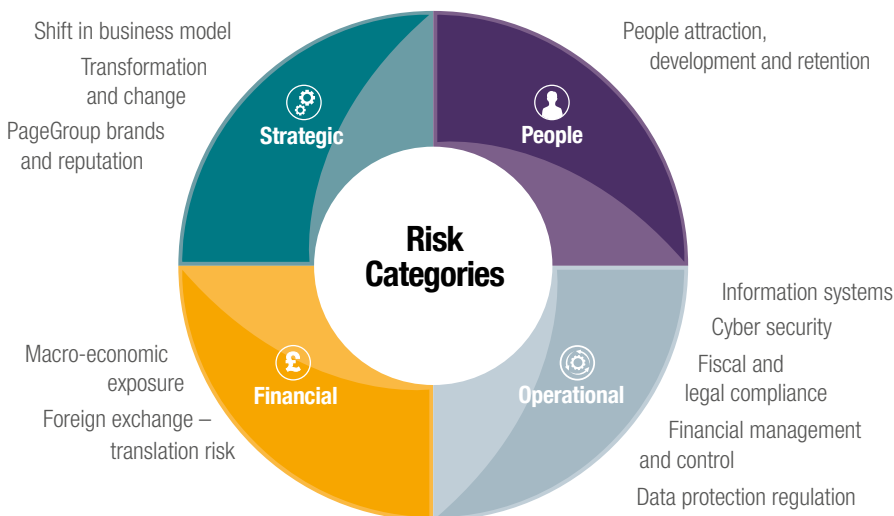 Shift in business model
Transformation
and change
PageGroup brands
and reputation
Strategic
People attraction,
development and retention
People
Risk
Categories
Macro-economic
exposure
Foreign exchange –
translation risk
£
Financial
Information systems
Cyber security
Fiscal and
legal compliance
Financial management
and control
Data protection regulation
Operational